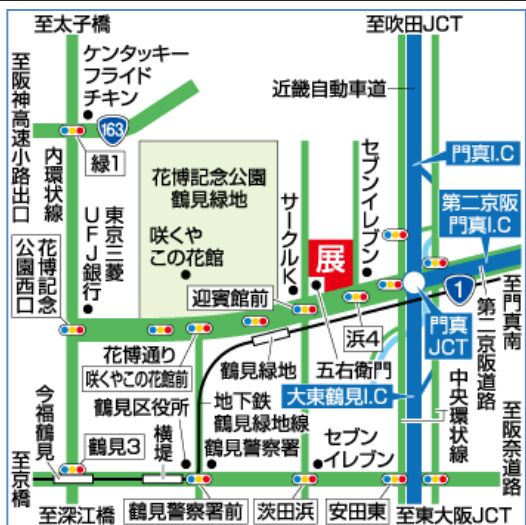 至太子橋
至吹田JCT
ケンタッキー
フライド
チキン
至阪神高速小路出口
163
緑1
内環状線
近畿自動車道
門真I.C
第二京阪
門真I.C
花博記念公園
鶴見緑地
咲くや
この花館
東京三菱
UFJ銀行
花博記念
公園西口
サークルK
セブンイレブン
展
迎賓館前
1
浜4
門真
JCT
第二京阪道路
至門真南
花博通り
咲くやこの花館前
鶴見緑地
五右衛門
大東鶴見I.C
中央環状線
今福鶴見
鶴見区役所
地下鉄
鶴見緑地線
鶴見3
横堤
鶴見警察署
セブン
イレブン
至京橋
至阪奈道路
至深江橋
鶴見警察署前
茨田浜
安田東
至東大阪JCT